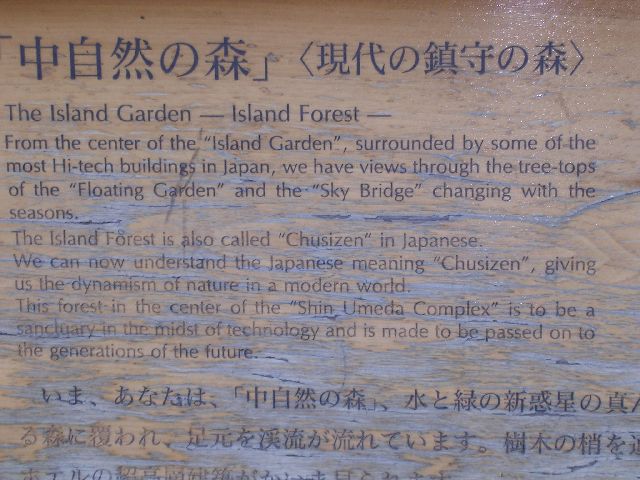 「中自然の森」〈現代の鎮守の森〉
The Island Garden — Island Forest —
From the center of the "Island Garden", surrounded by some of the
most Hi-tech buildings in Japan, we have views through the tree-tops
of the "Floating Garden" and the "Sky Bridge" changing with the
seasons.
The Island Forest is also called "Chusizen" in Japanese.
We can now understand the Japanese meaning "Chusizen", giving
us the dynamism of nature in a modern world.
This forest in the center of the "Shin Umeda Complex" is to be a
sanctuary in the midst of technology and is made to be passed on to
the generations of the future.
いま、あなたは、「中自然の森」、水と緑の新惑星の真ん
る森に覆われ、足元を渓流が流れています。樹木の梢を